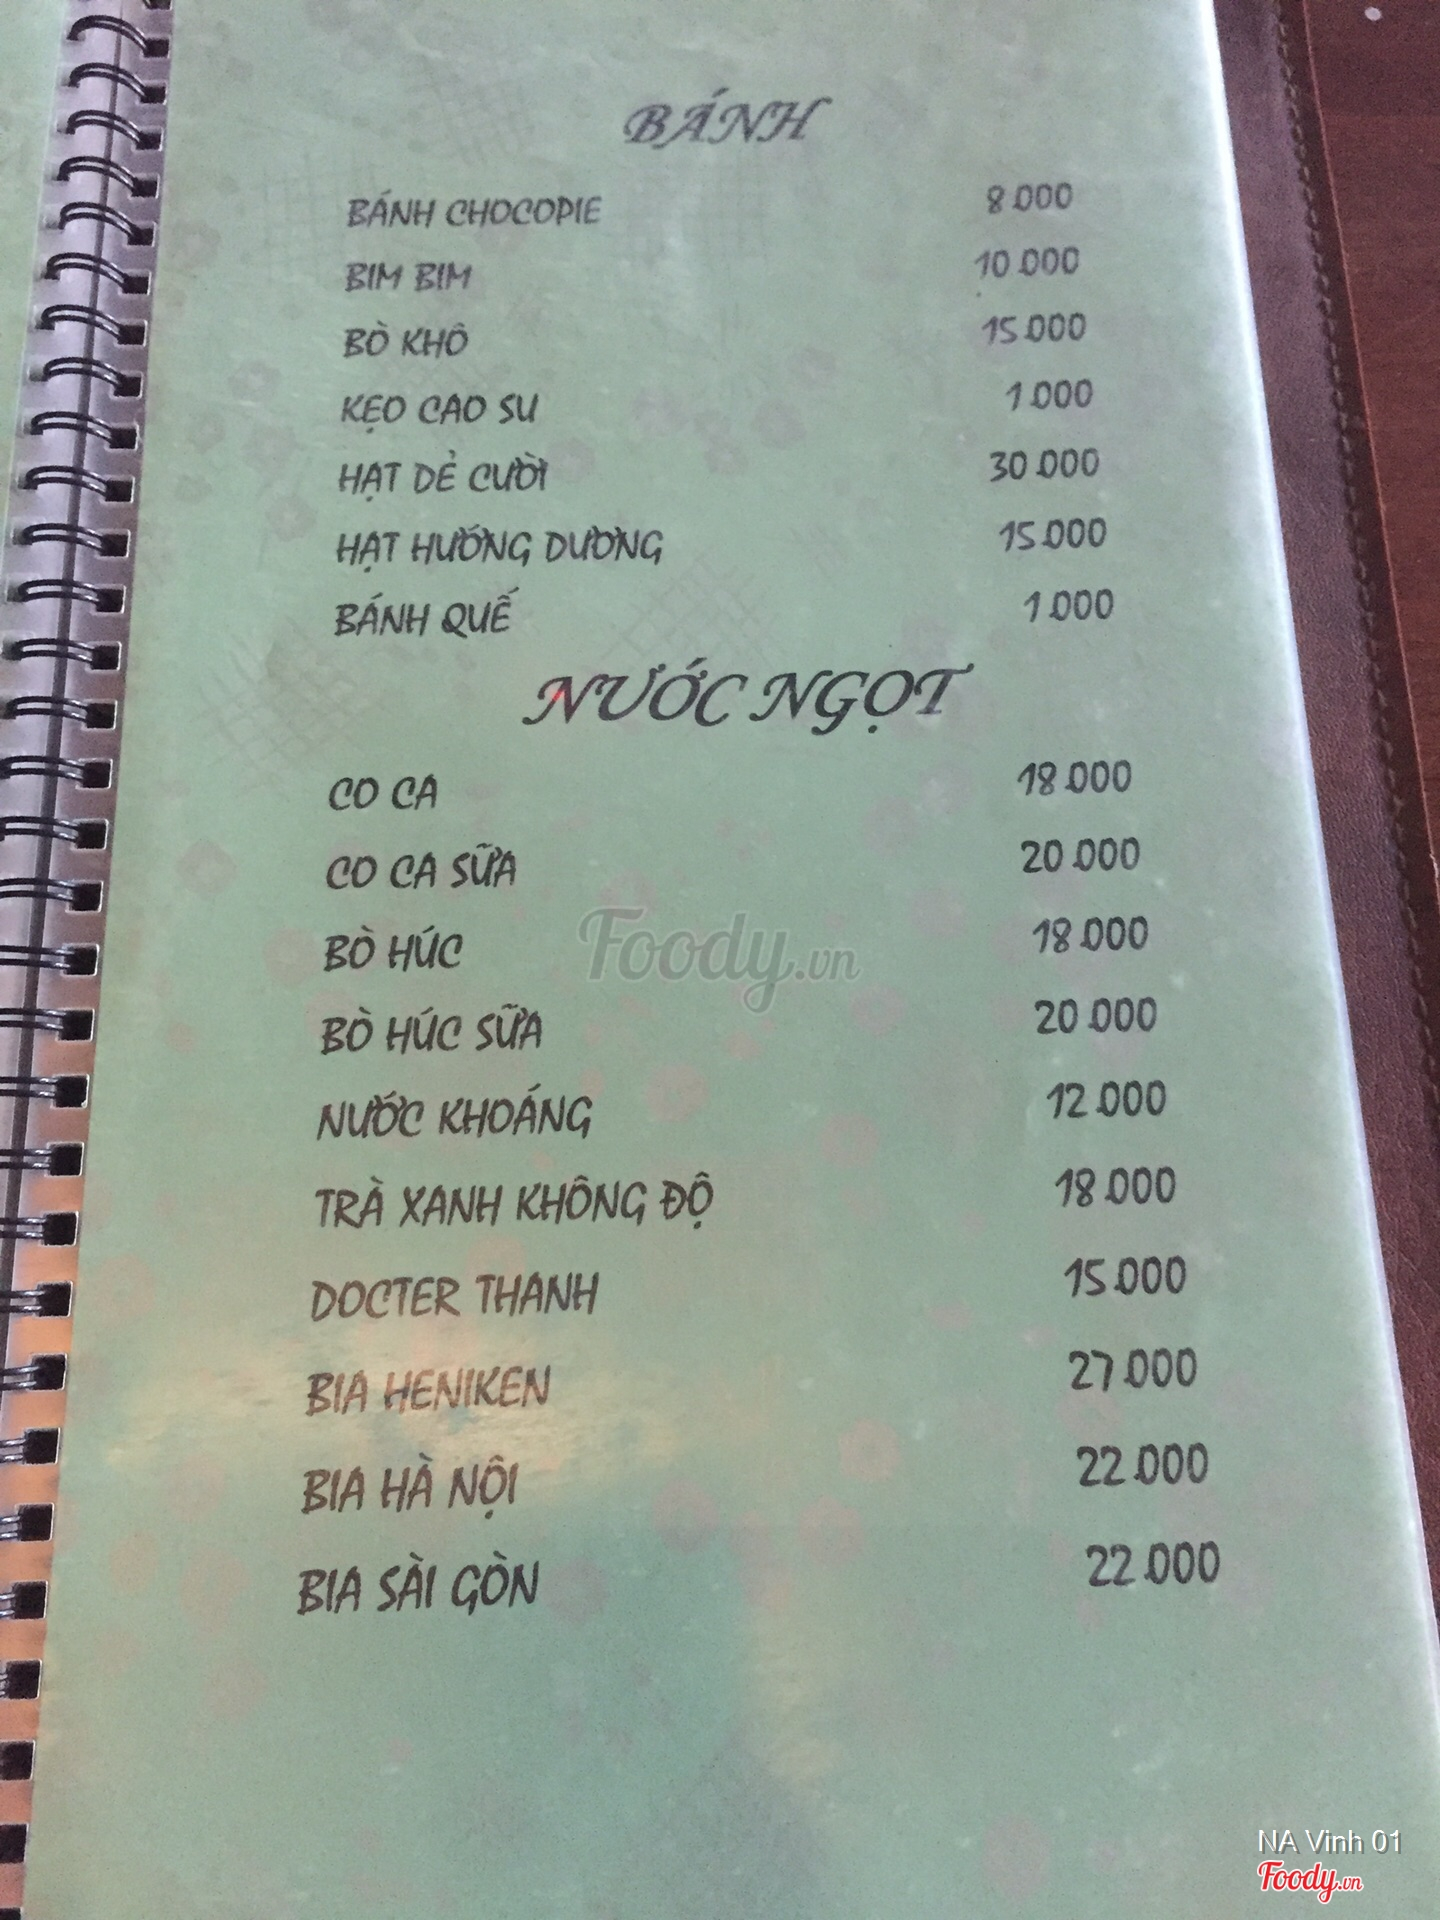 BÁNH
BÁNH CHOCOPIE 8.000
BIM BIM 10.000
BÒ KHÔ 15.000
KẸO CAO SU 1.000
HẠT DẺ CƯỜI 30.000
HẠT HƯỚNG DƯƠNG 15.000
BÁNH QUẾ 1.000
NƯỚC NGỌT
CO CA 18.000
CO CA SỮA 20.000
BÒ HÚC 18.000
Foody.vn
BÒ HÚC SỮA 20.000
NƯỚC KHOÁNG 12.000
TRÀ XANH KHÔNG ĐỘ 18.000
DOCTER THANH 15.000
BIA HENIKEN 27.000
BIA HÀ NỘI 22.000
BIA SÀI GÒN 22.000
NA Vinh 01
Foody.vn